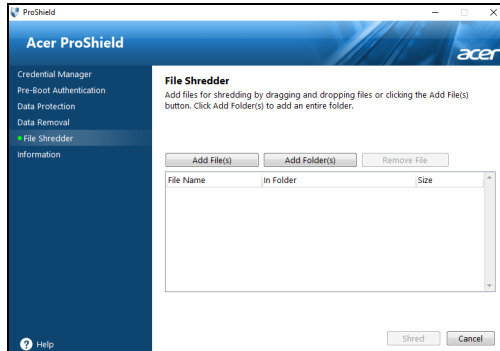 ProShield
Acer ProShield
acer
Credential Manager
Pre-Boot Authentication
Data Protection
Data Removal
File Shredder
Information
Help
File Shredder
Add files for shredding by dragging and dropping files or clicking the Add File(s)
button. Click Add Folder(s) to add an entire folder.
Add File(s) Add Folder(s) Remove File
File Name In Folder Size
Shred Cancel